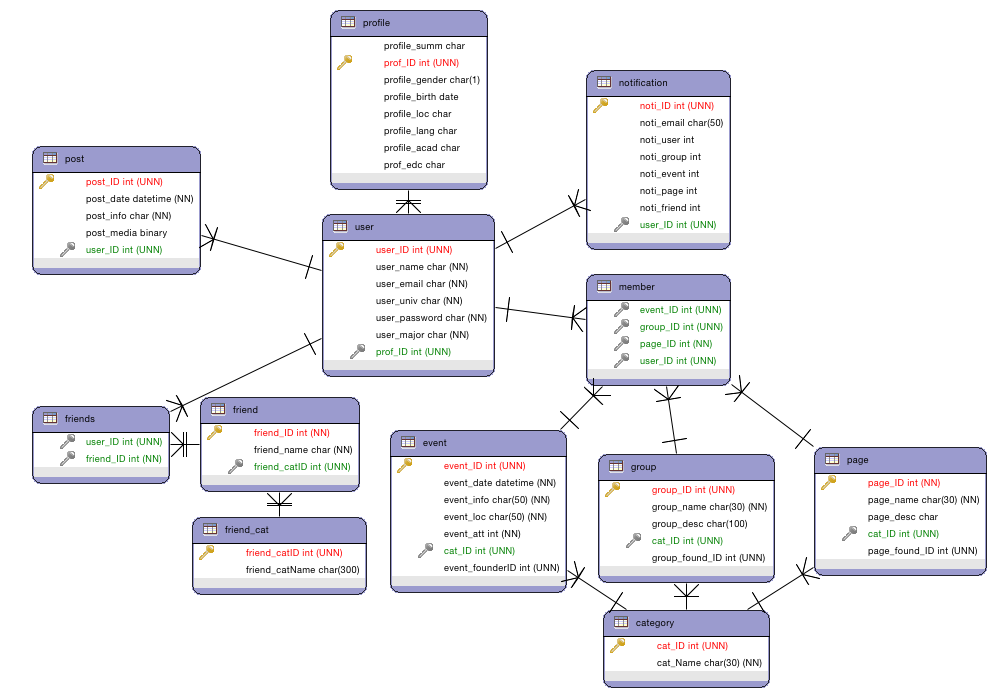 profile
profile_summ char
prof_ID int (UNN)
profile_gender char(1)
profile_birth date
profile_loc char
profile_lang char
profile_acad char
prof_edc char
notification
noti_ID int (UNN)
noti_email char(50)
noti_user int
noti_group int
noti_event int
noti_page int
noti_friend int
user_ID int (UNN)
post
post_ID int (UNN)
post_date datetime (NN)
post_info char (NN)
post_media binary
user_ID int (UNN)
user
user_ID int (UNN)
user_name char (NN)
user_email char (NN)
user_univ char (NN)
user_password char (NN)
user_major char (NN)
prof_ID int (UNN)
member
event_ID int (UNN)
group_ID int (UNN)
page_ID int (NN)
user_ID int (UNN)
friends
user_ID int (UNN)
friend_ID int (NN)
friend
friend_ID int (NN)
friend_name char (NN)
friend_catID int (UNN)
friend_cat
friend_catID int (UNN)
friend_catName char(300)
event
event_ID int (UNN)
event_date datetime (NN)
event_info char(50) (NN)
event_loc char(50) (NN)
event_att int (NN)
cat_ID int (UNN)
event_founderID int (UNN)
group
group_ID int (UNN)
group_name char(30) (NN)
group_desc char(100)
cat_ID int (UNN)
group_found_ID int (UNN)
page
page_ID int (NN)
page_name char(30) (NN)
page_desc char
cat_ID int (UNN)
page_found_ID int (UNN)
category
cat_ID int (UNN)
cat_Name char(30) (NN)